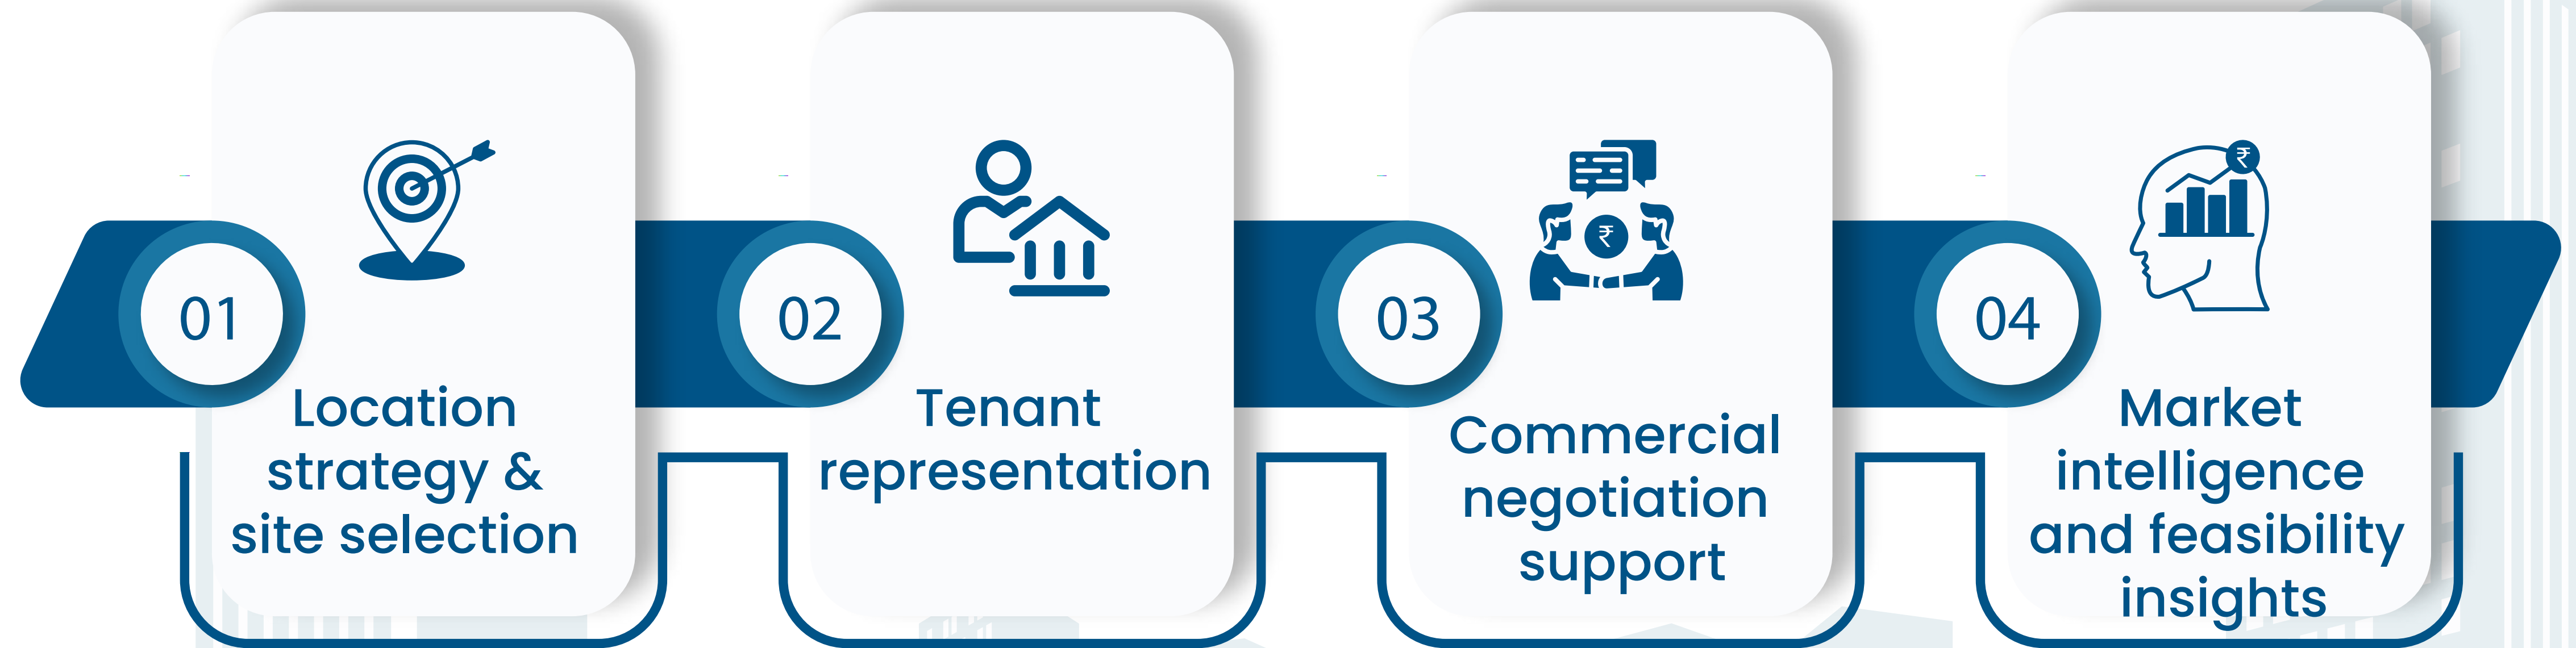 01
Location
strategy &
site selection
02
Tenant
representation
₹
03
Commercial
negotiation
support
₹
04
Market
intelligence
and feasibility
insights